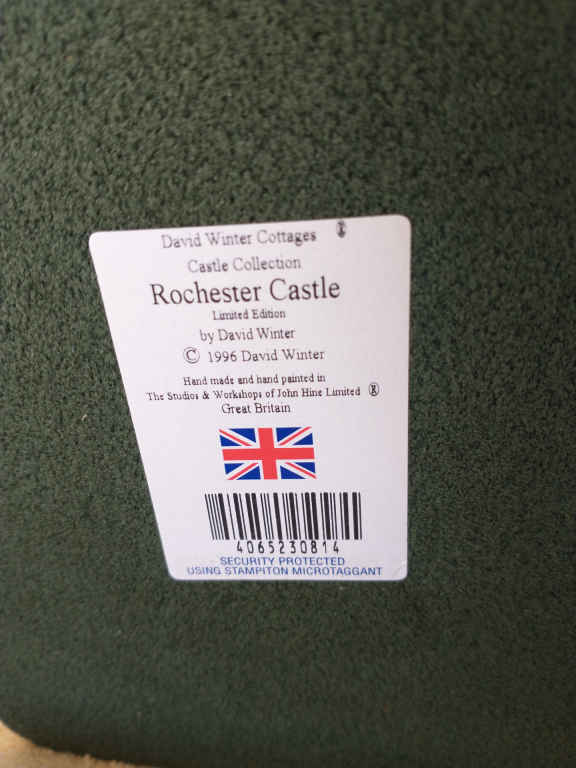 David Winter Cottages ®
Castle Collection
Rochester Castle
Limited Edition
by David Winter
© 1996 David Winter
Hand made and hand painted in
The Studios & Workshops of John Hine Limited ®
Great Britain
4065230814
SECURITY PROTECTED
USING STAMPITON MICROTAGGANT